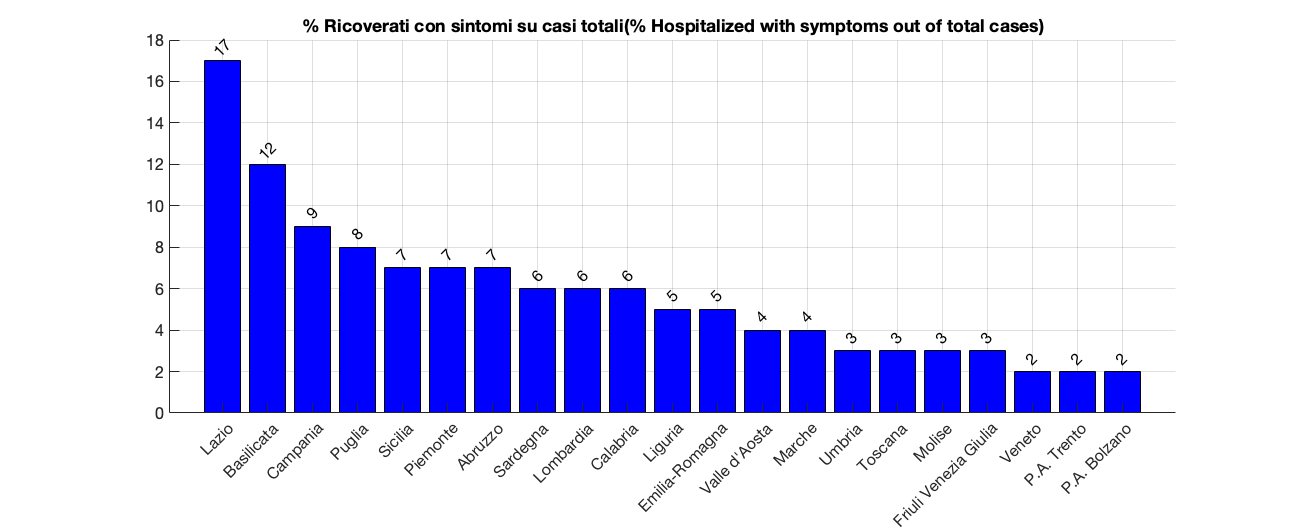 % Ricoverati con sintomi su casi totali(% Hospitalized with symptoms out of total cases)
18
16
14
12
10
8
6
4
2
0
17
12
9
8
7
7
7
6
6
6
5
5
4
4
3
3
3
3
2
2
2
Lazio
Basilicata
Campania
Puglia
Sicilia
Piemonte
Abruzzo
Sardegna
Lombardia
Calabria
Liguria
Emilia-Romagna
Valle d'Aosta
Marche
Umbria
Toscana
Molise
Friuli Venezia Giulia
Veneto
P.A. Trento
P.A. Bolzano